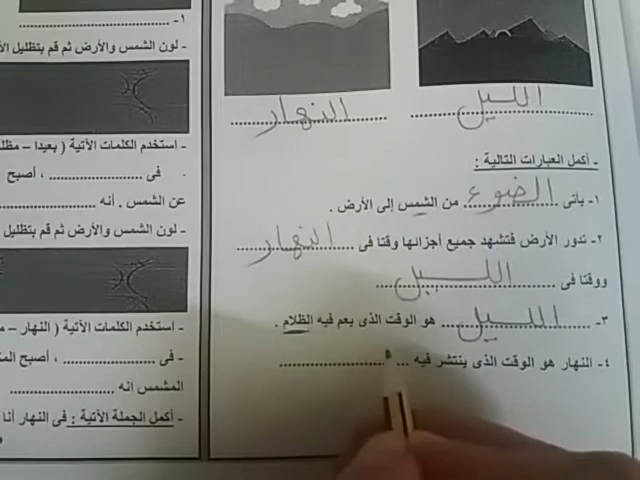 الليل
النهار
- أكمل العبارات التالية :
١- يأتى الضوء من الشمس إلى الأرض .
٢- تدور الأرض فتشهد جميع أجزائها وقتا فى النهار
ووقتا فى الليل
٣- الليل هو الوقت الذى يعم فيه الظلام .
٤- النهار هو الوقت الذى ينتشر فيه
١-
- لون الشمس والأرض ثم قم بتظليل
- استخدم الكلمات الآتية ( بعيدا –
. فى ، أصبح
عن الشمس . أنه
- لون الشمس والأرض ثم قم بتظليل
- استخدم الكلمات الآتية ( النهار –
- فى ، أصبح
المشمس انه
- أكمل الجملة الآتية : فى النهار أنا